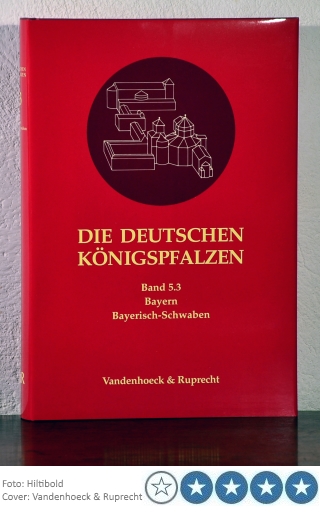 DIE DEUTSCHEN
KÖNIGSPFALZEN
Band 5.3
Bayern
Bayerisch-Schwaben
Vandenhoeck & Ruprecht
Foto: Hiltibold
Cover: Vandenhoeck & Ruprecht